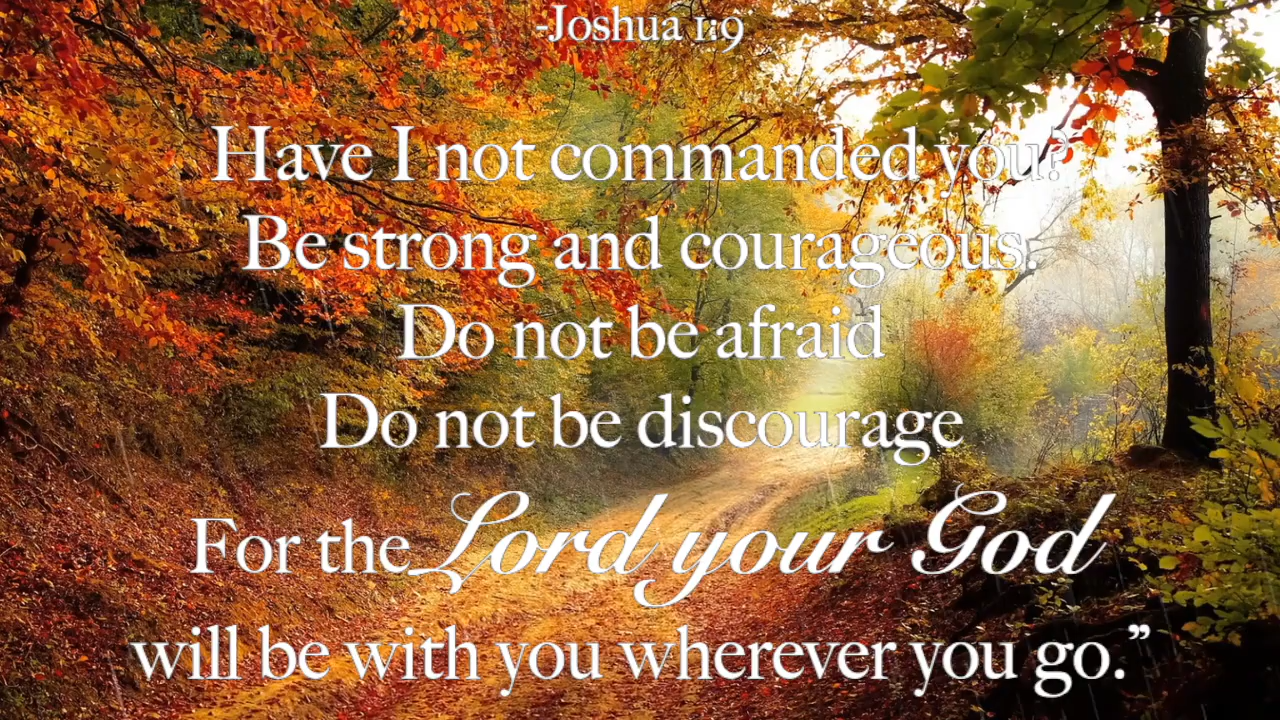 -Joshua 1:9
Have I not commanded you?
Be strong and courageous.
Do not be afraid
Do not be discourage
For the Lord your God
will be with you wherever you go.”